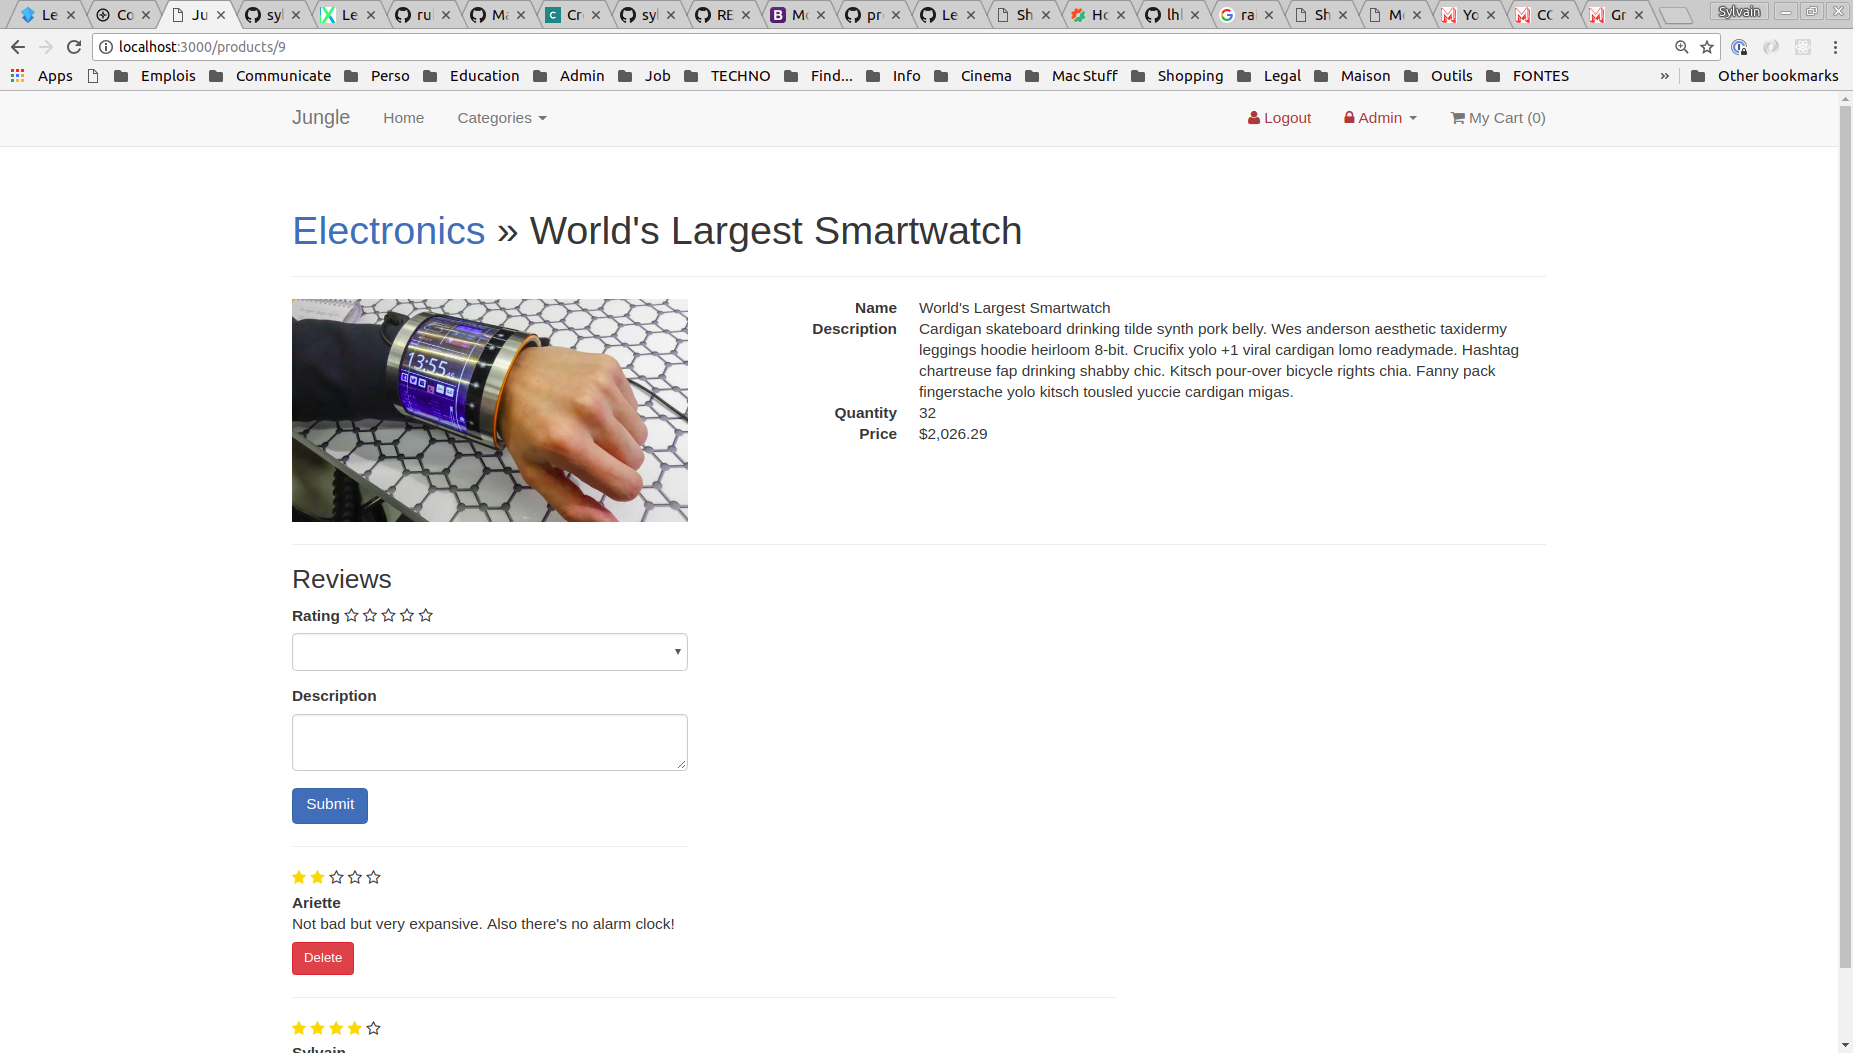 Le Co Ju syl Le rul Ma Cr syl RE Mo pr Le Sh Ho lhl rai Sh Mo Yo CC Gr Sylvain
localhost:3000/products/9
Apps Emplois Communicate Perso Education Admin Job TECHNO Find... Info Cinema Mac Stuff Shopping Legal Maison Outils FONTES » Other bookmarks
Jungle Home Categories Logout Admin My Cart (0)
Electronics » World's Largest Smartwatch
13:55
Name World's Largest Smartwatch
Description Cardigan skateboard drinking tilde synth pork belly. Wes anderson aesthetic taxidermy
leggings hoodie heirloom 8-bit. Crucifix yolo +1 viral cardigan lomo readymade. Hashtag
chartreuse fap drinking shabby chic. Kitsch pour-over bicycle rights chia. Fanny pack
fingerstache yolo kitsch tousled yuccie cardigan migas.
Quantity 32
Price $2,026.29
Reviews
Rating
Description
Submit
Ariette
Not bad but very expansive. Also there's no alarm clock!
Delete
Sylvain